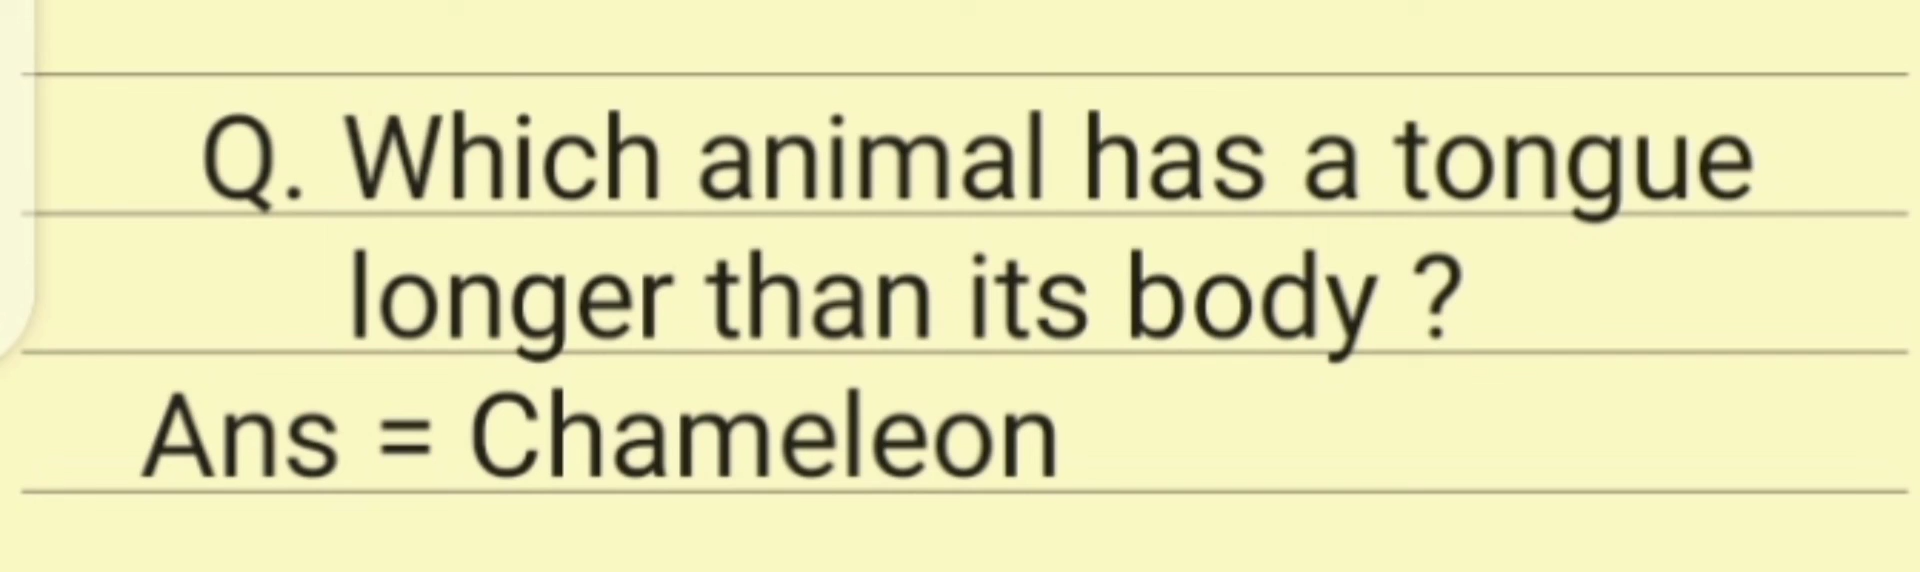 Q. Which animal has a tongue
longer than its body ?
Ans = Chameleon